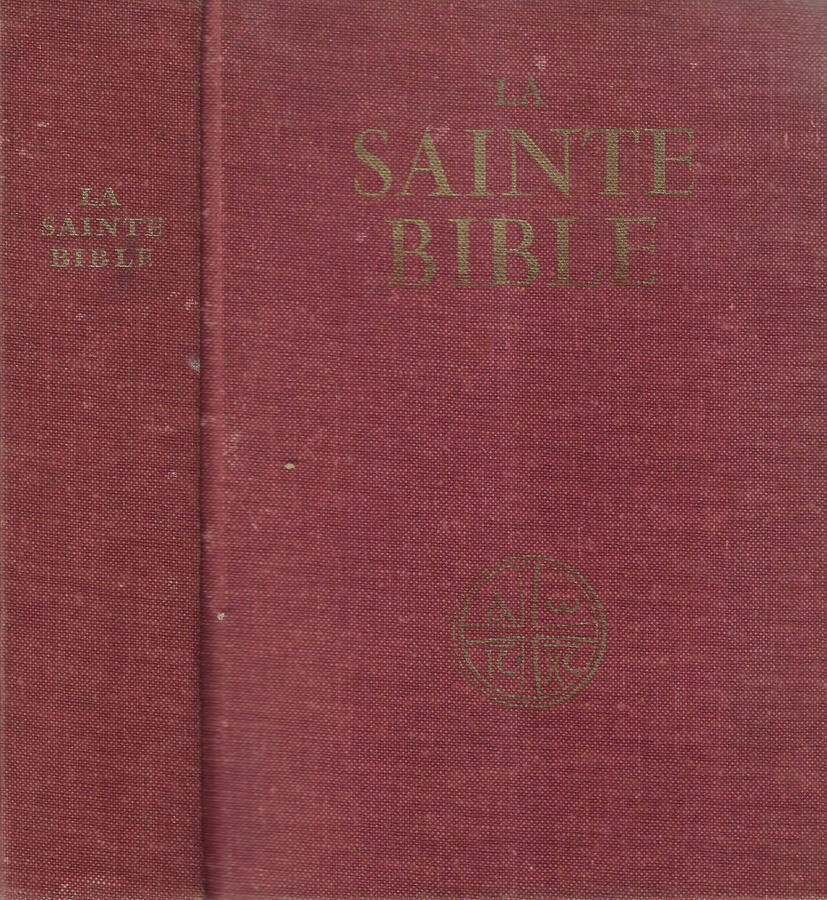 LA
SAINTE
BIBLE
LA
SAINTE
BIBLE
Α ω
IC XC